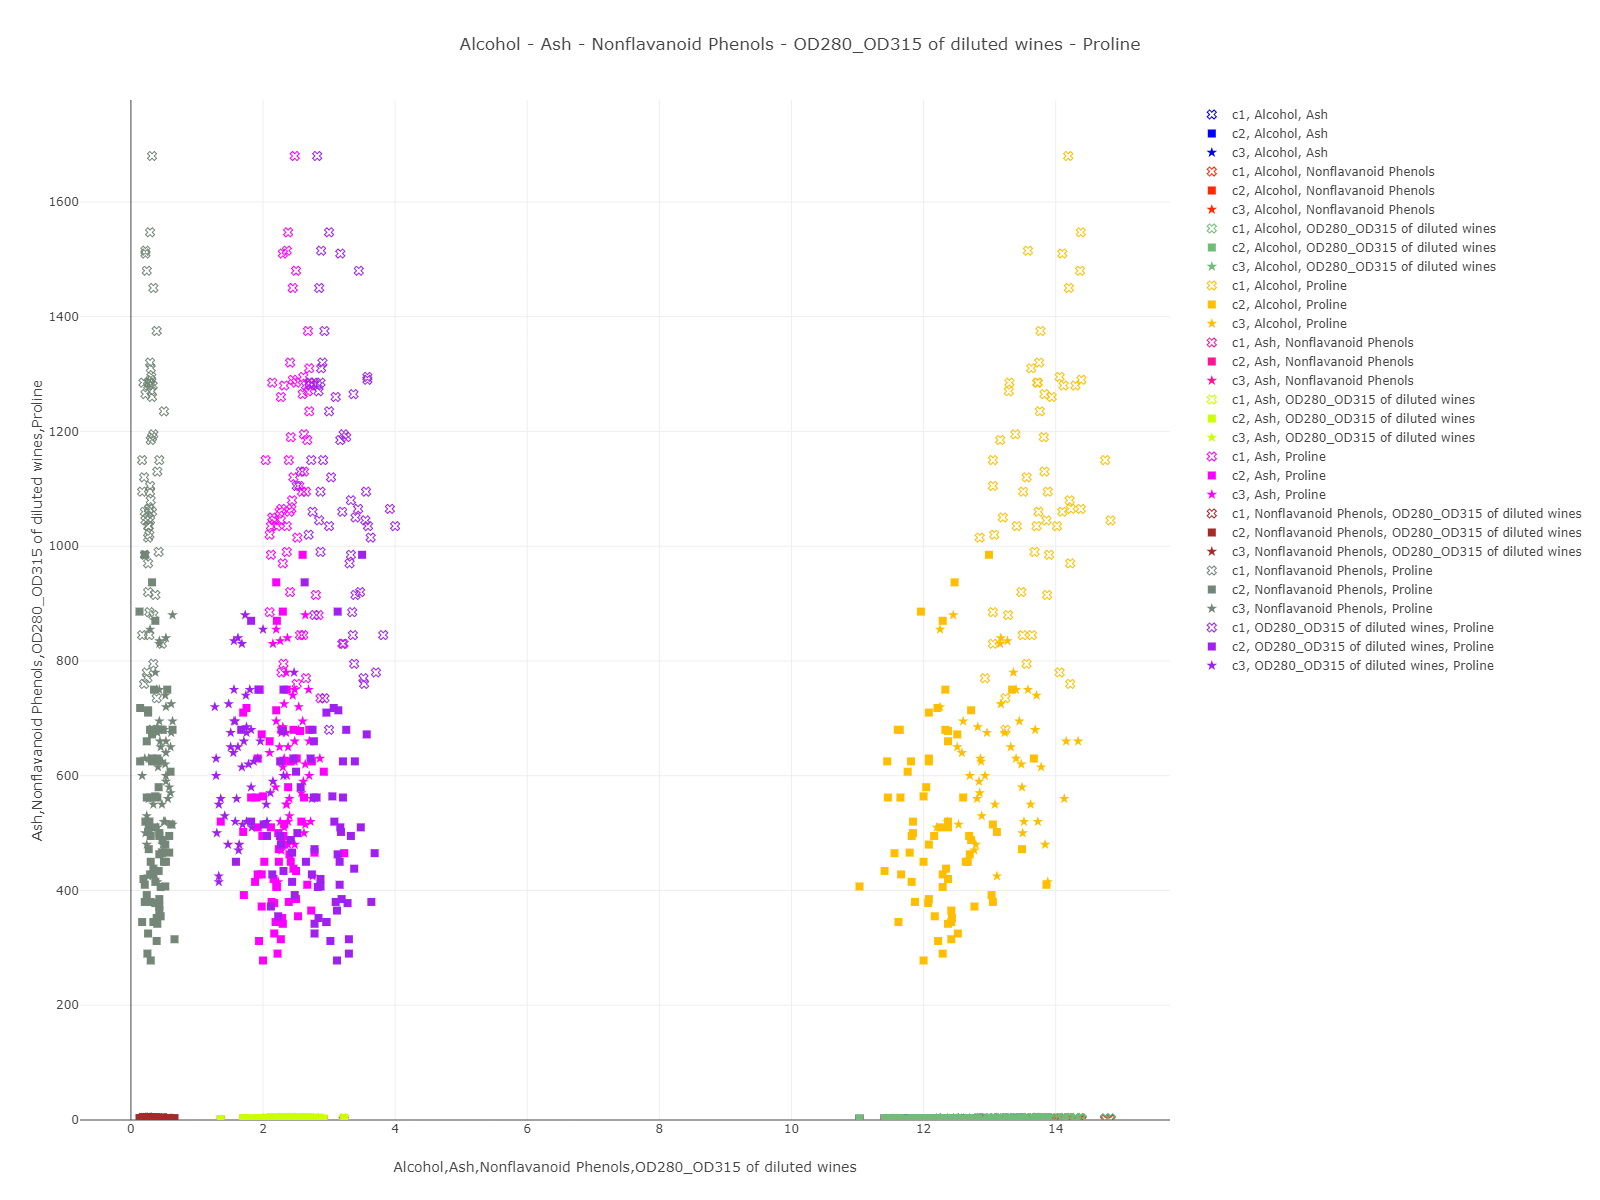 Alcohol - Ash - Nonflavanoid Phenols - OD280_OD315 of diluted wines - Proline
c1, Alcohol, Ash
c2, Alcohol, Ash
c3, Alcohol, Ash
c1, Alcohol, Nonflavanoid Phenols
c2, Alcohol, Nonflavanoid Phenols
c3, Alcohol, Nonflavanoid Phenols
c1, Alcohol, OD280_OD315 of diluted wines
c2, Alcohol, OD280_OD315 of diluted wines
c3, Alcohol, OD280_OD315 of diluted wines
c1, Alcohol, Proline
c2, Alcohol, Proline
c3, Alcohol, Proline
c1, Ash, Nonflavanoid Phenols
c2, Ash, Nonflavanoid Phenols
c3, Ash, Nonflavanoid Phenols
c1, Ash, OD280_OD315 of diluted wines
c2, Ash, OD280_OD315 of diluted wines
c3, Ash, OD280_OD315 of diluted wines
c1, Ash, Proline
c2, Ash, Proline
c3, Ash, Proline
c1, Nonflavanoid Phenols, OD280_OD315 of diluted wines
c2, Nonflavanoid Phenols, OD280_OD315 of diluted wines
c3, Nonflavanoid Phenols, OD280_OD315 of diluted wines
c1, Nonflavanoid Phenols, Proline
c2, Nonflavanoid Phenols, Proline
c3, Nonflavanoid Phenols, Proline
c1, OD280_OD315 of diluted wines, Proline
c2, OD280_OD315 of diluted wines, Proline
c3, OD280_OD315 of diluted wines, Proline
Ash,Nonflavanoid Phenols,OD280_OD315 of diluted wines,Proline
1600
1400
1200
1000
800
600
400
200
0
0 2 4 6 8 10 12 14
Alcohol,Ash,Nonflavanoid Phenols,OD280_OD315 of diluted wines